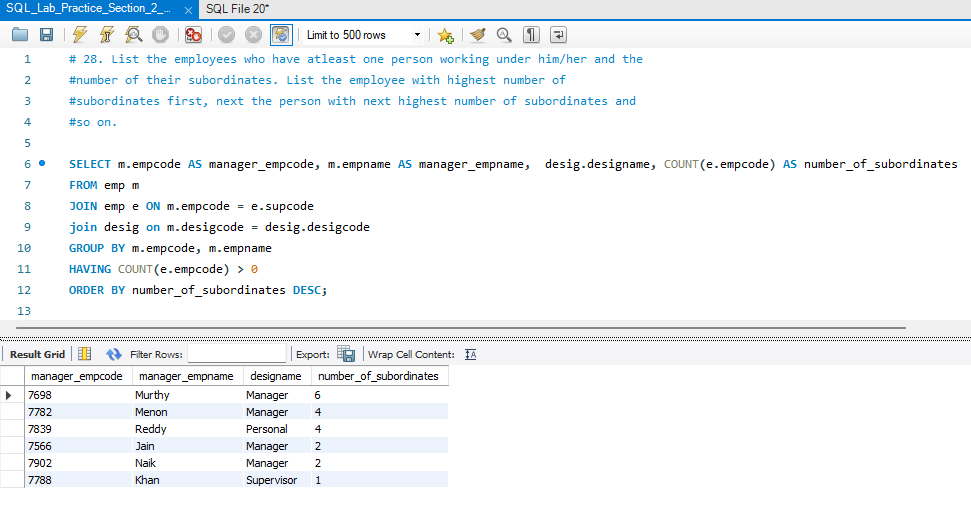 SQL_Lab_Practice_Section_2_... SQL File 20*
Limit to 500 rows
1 # 28. List the employees who have atleast one person working under him/her and the
2 #number of their subordinates. List the employee with highest number of
3 #subordinates first, next the person with next highest number of subordinates and
4 #so on.
5
6 SELECT m.empcode AS manager_empcode, m.empname AS manager_empname,  desig.designame, COUNT(e.empcode) AS number_of_subordinates
7 FROM emp m
8 JOIN emp e ON m.empcode = e.supcode
9 join desig on m.desigcode = desig.desigcode
10 GROUP BY m.empcode, m.empname
11 HAVING COUNT(e.empcode) > 0
12 ORDER BY number_of_subordinates DESC;
13
Result Grid Filter Rows: Export: Wrap Cell Content:
manager_empcode manager_empname designame number_of_subordinates
7698 Murthy Manager 6
7782 Menon Manager 4
7839 Reddy Personal 4
7566 Jain Manager 2
7902 Naik Manager 2
7788 Khan Supervisor 1